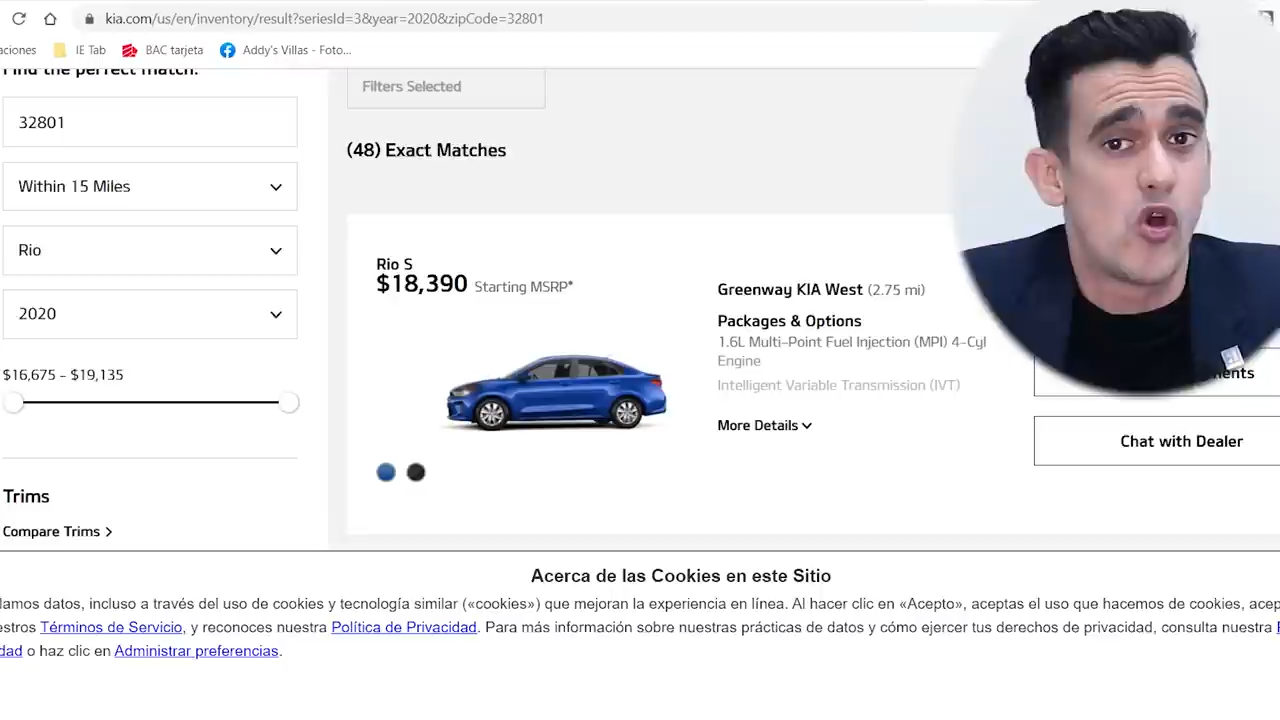 kia.com/us/en/inventory/result?seriesId=3&year=2020&zipCode=32801
aciones
IE Tab
BAC tarjeta
Addy's Villas - Foto...
Find the perfect match.
32801
Within 15 Miles
Rio
2020
$16,675 - $19,135
Trims
Compare Trims >
Filters Selected
(48) Exact Matches
Rio S
$18,390 Starting MSRP*
Greenway KIA West (2.75 mi)
Packages & Options
1.6L Multi-Point Fuel Injection (MPI) 4-Cyl
Engine
Intelligent Variable Transmission (IVT)
More Details
ents
Chat with Dealer
Acerca de las Cookies en este Sitio
lamos datos, incluso a través del uso de cookies y tecnología similar («cookies») que mejoran la experiencia en línea. Al hacer clic en «Acepto», aceptas el uso que hacemos de cookies, acep
estros Términos de Servicio, y reconoces nuestra Política de Privacidad. Para más información sobre nuestras prácticas de datos y cómo ejercer tus derechos de privacidad, consulta nuestra P
dad o haz clic en Administrar preferencias.